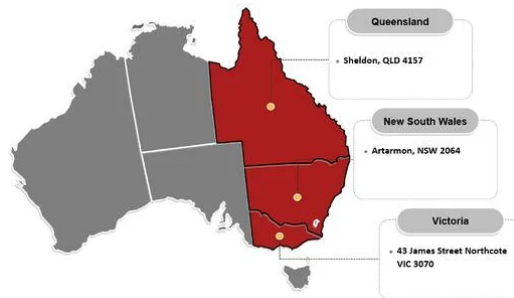 Queensland
Sheldon, QLD 4157
New South Wales
Artarmon, NSW 2064
Victoria
43 James Street Northcote
VIC 3070